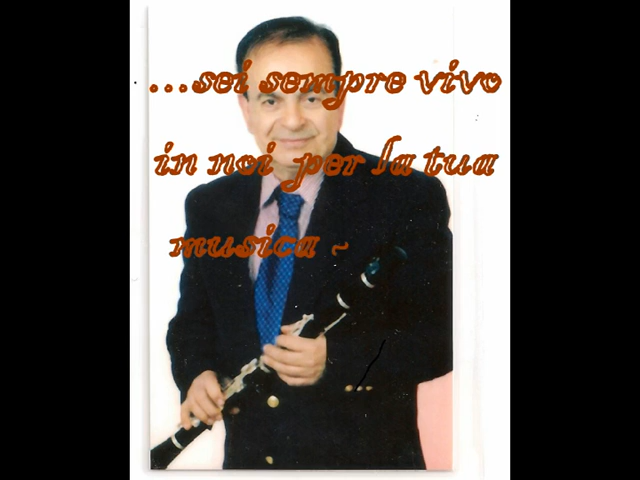 ...sei sempre vivo
in noi per la tua
musica ~